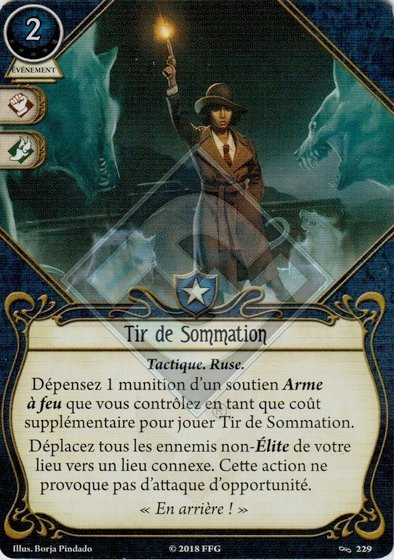 2
ÉVÉNEMENT
Tir de Sommation
Tactique. Ruse.
Dépensez 1 munition d'un soutien Arme
à feu que vous contrôlez en tant que coût
supplémentaire pour jouer Tir de Sommation.
Déplacez tous les ennemis non-Élite de votre
lieu vers un lieu connexe. Cette action ne
provoque pas d'attaque d'opportunité.
« En arrière ! »
Illus. Borja Pindado © 2018 FFG 229